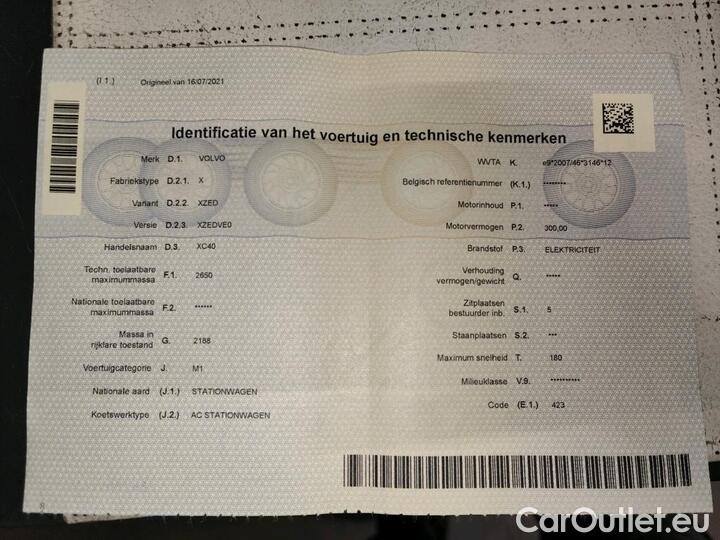 (I 1.) Origineel van 16/07/2021
Identificatie van het voertuig en technische kenmerken
Merk D.1. VOLVO
Fabriekstype D.2.1. X
Variant D.2.2. XZED
Versie D.2.3. XZEDVE0
Handelsnaam D.3. XC40
Techn. toelaatbare
maximummassa F.1. 2650
Nationale toelaatbare
maximummassa F.2. ******
Massa in
rijklare toestand G. 2188
Voertuigcategorie J. M1
Nationale aard (J.1.) STATIONWAGEN
Koetswerktype (J.2.) AC STATIONWAGEN
WVTA K. e9*2007/46*3146*12
Belgisch referentienummer (K.1.) ********
Motorinhoud P.1. *****
Motorvermogen P.2. 300,00
Brandstof P.3. ELEKTRICITEIT
Verhouding
vermogen/gewicht Q. *****
Zitplaatsen
bestuurder inb. S.1. 5
Staanplaatsen S.2. ***
Maximum snelheid T. 180
Milieuklasse V.9. **********
Code (E.1.) 423
CarOutlet.eu